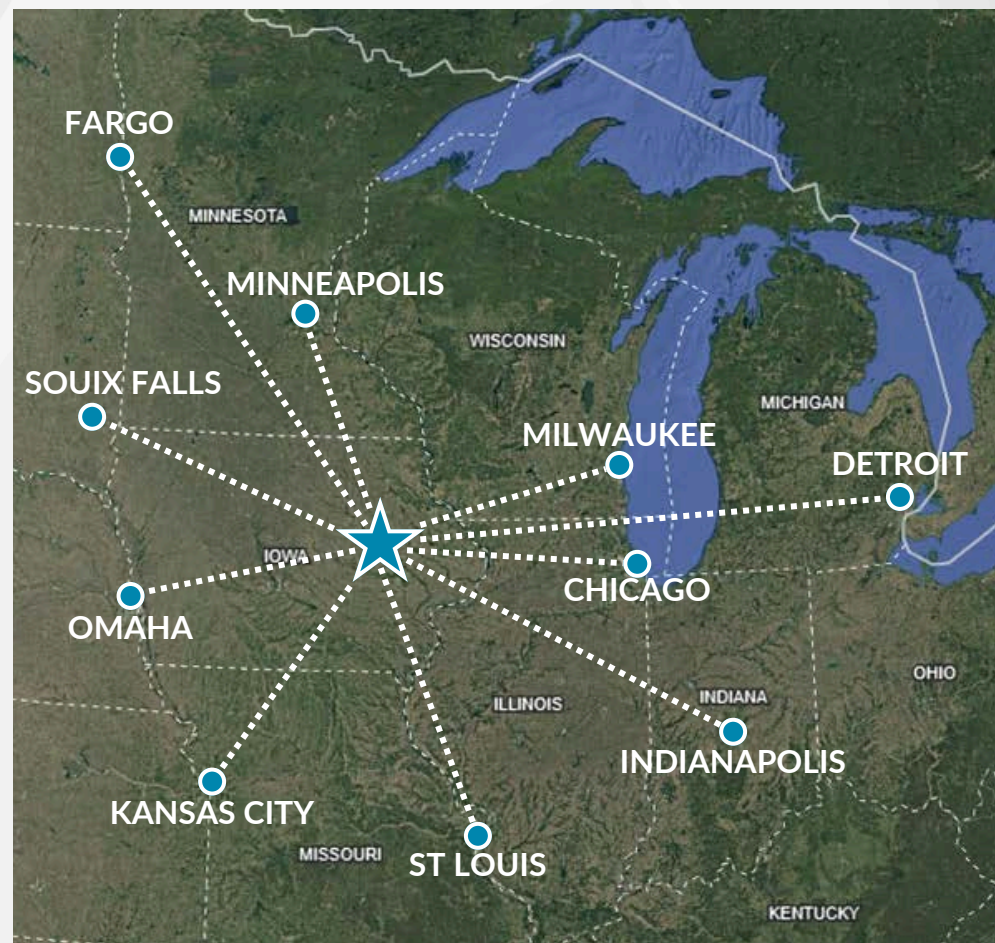 FARGO
MINNESOTA
MINNEAPOLIS
WISCONSIN
SOUIX FALLS
MICHIGAN
MILWAUKEE
DETROIT
IOWA
CHICAGO
OMAHA
OHIO
INDIANA
ILLINOIS
INDIANAPOLIS
KANSAS CITY
MISSOURI
ST LOUIS
KENTUCKY